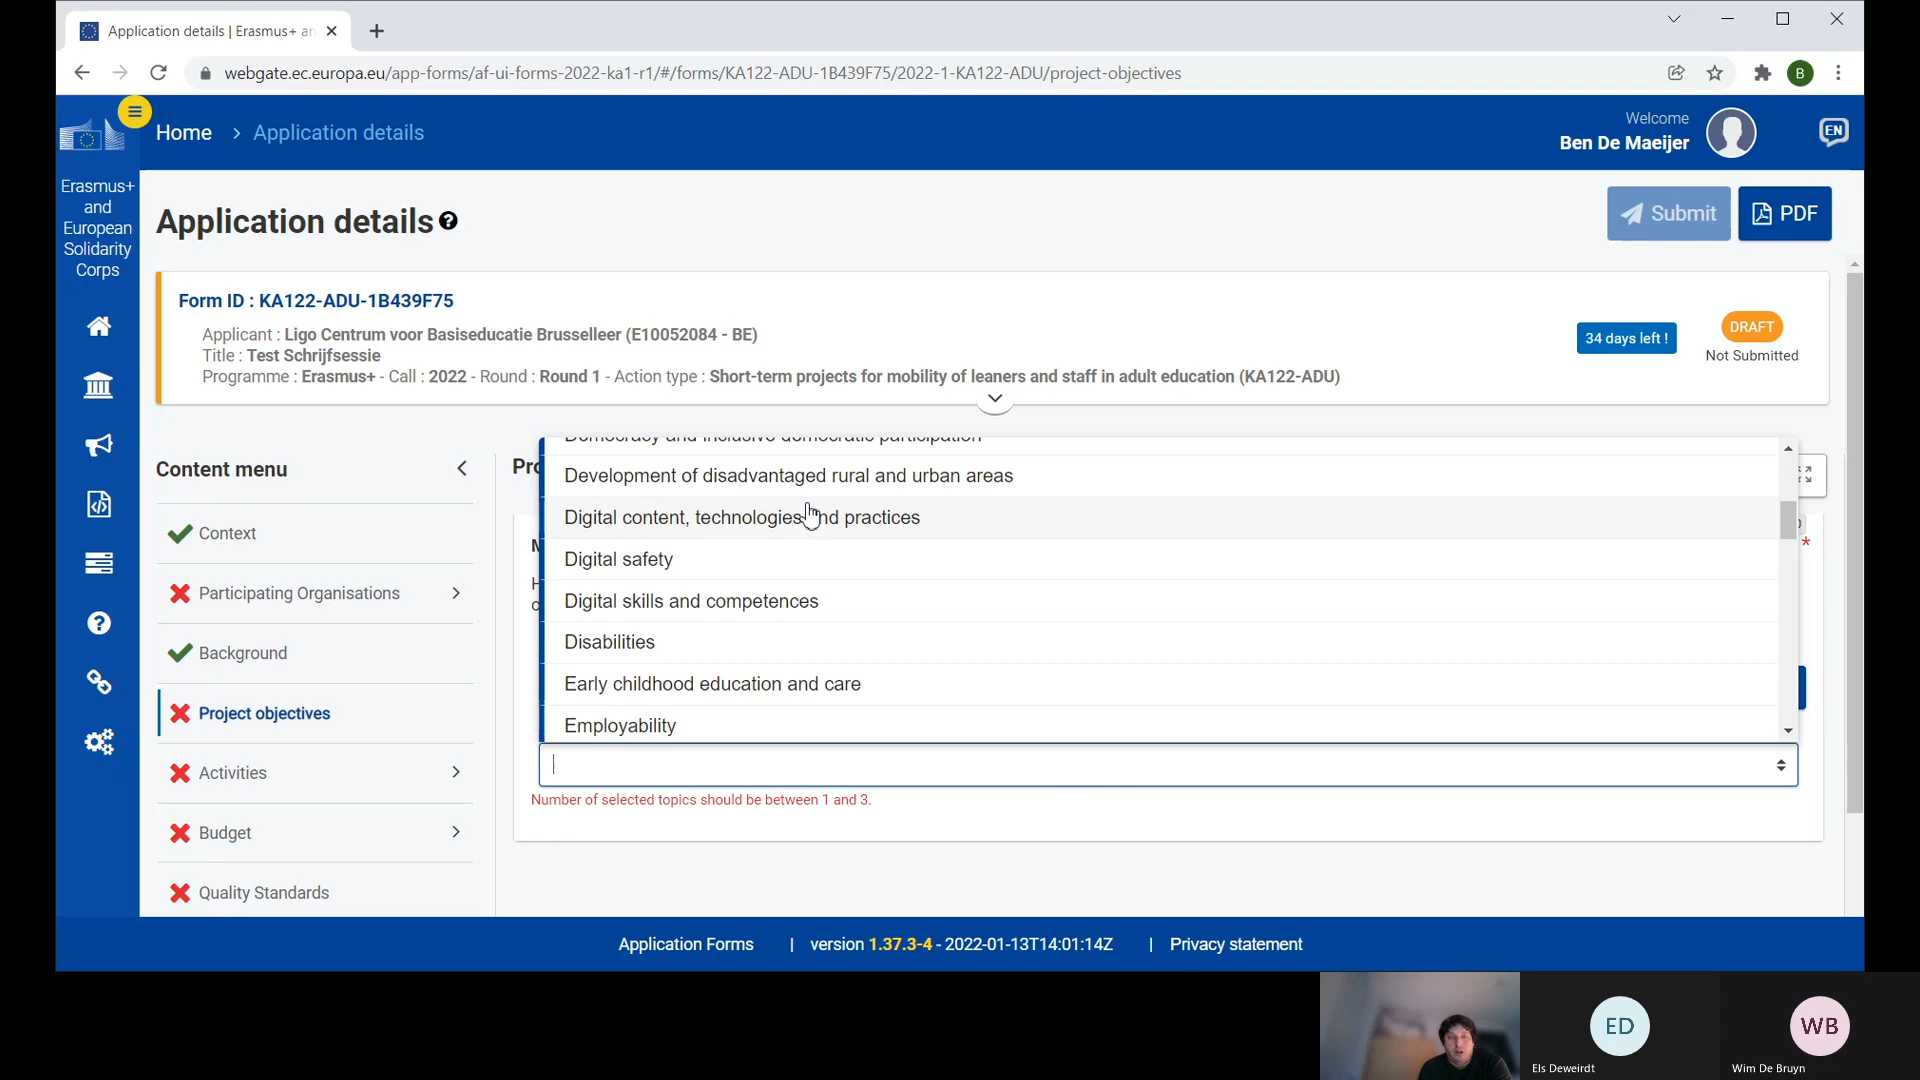 Application details | Erasmus+ an
webgate.ec.europa.eu/app-forms/af-ui-forms-2022-ka1-r1/#/forms/KA122-ADU-1B439F75/2022-1-KA122-ADU/project-objectives
B
Home > Application details
Welcome
Ben De Maeijer
EN
Erasmus+
and
European
Solidarity
Corps
Application details
Submit
PDF
Form ID : KA122-ADU-1B439F75
Applicant : Ligo Centrum voor Basiseducatie Brusselleer (E10052084 - BE)
Title : Test Schrijfsessie
Programme : Erasmus+ - Call : 2022 - Round : Round 1 - Action type : Short-term projects for mobility of leaners and staff in adult education (KA122-ADU)
34 days left !
DRAFT
Not Submitted
Content menu
Context
Participating Organisations
Background
Project objectives
Activities
Budget
Quality Standards
Democracy and inclusive democratic participation
Development of disadvantaged rural and urban areas
Digital content, technologies and practices
Digital safety
Digital skills and competences
Disabilities
Early childhood education and care
Employability
Number of selected topics should be between 1 and 3.
Application Forms | version 1.37.3-4 - 2022-01-13T14:01:14Z | Privacy statement
ED
Els Deweirdt
WB
Wim De Bruyn